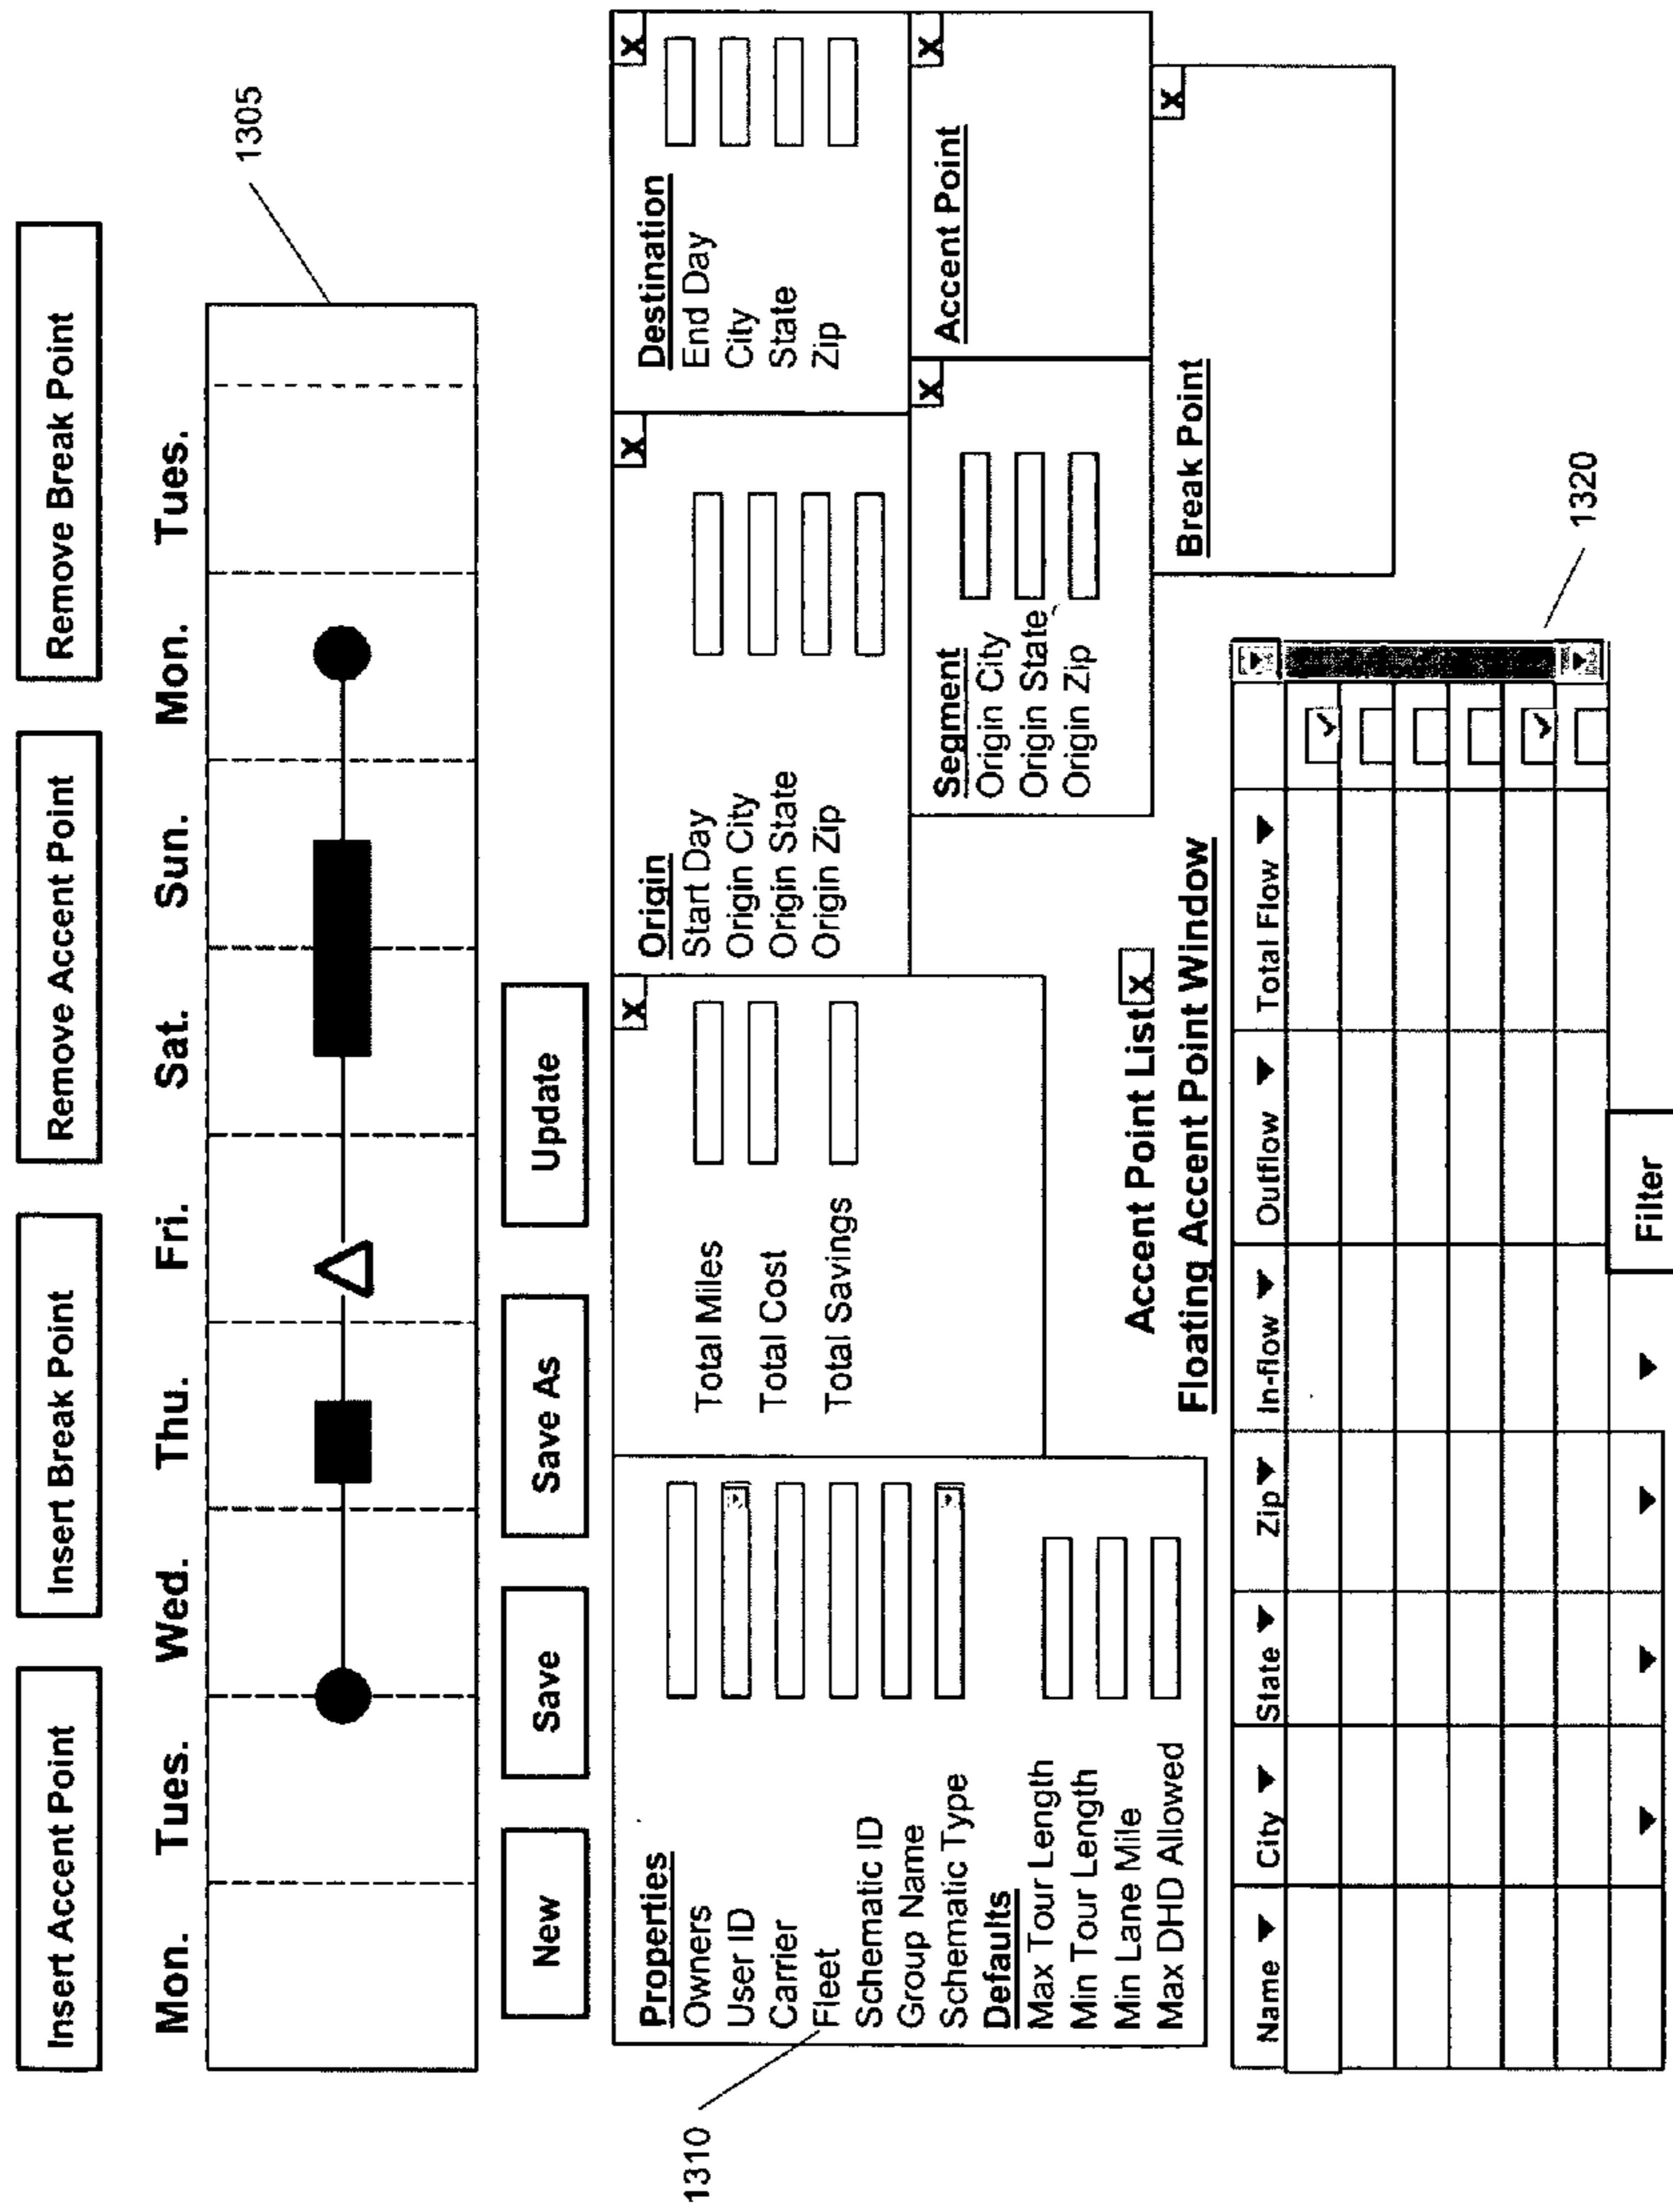 Insert Accent Point
Insert Break Point
Remove Accent Point
Remove Break Point
Mon. Tues. Wed. Thu. Fri. Sat. Sun. Mon. Tues.
1305
New
Save
Save As
Update
1310
Properties
Owners
User ID
Carrier
Fleet
Schematic ID
Group Name
Schematic Type
Defaults
Max Tour Length
Min Tour Length
Min Lane Mile
Max DHD Allowed
X
Total Miles
Total Cost
Total Savings
Origin
X
Start Day
Origin City
Origin State
Origin Zip
Destination
X
End Day
City
State
Zip
Segment
X
Origin City
Origin State
Origin Zip
Accent Point
X
Break Point
X
Accent Point List X
Floating Accent Point Window
Name City State Zip In-flow Outflow Total Flow
Filter
1320